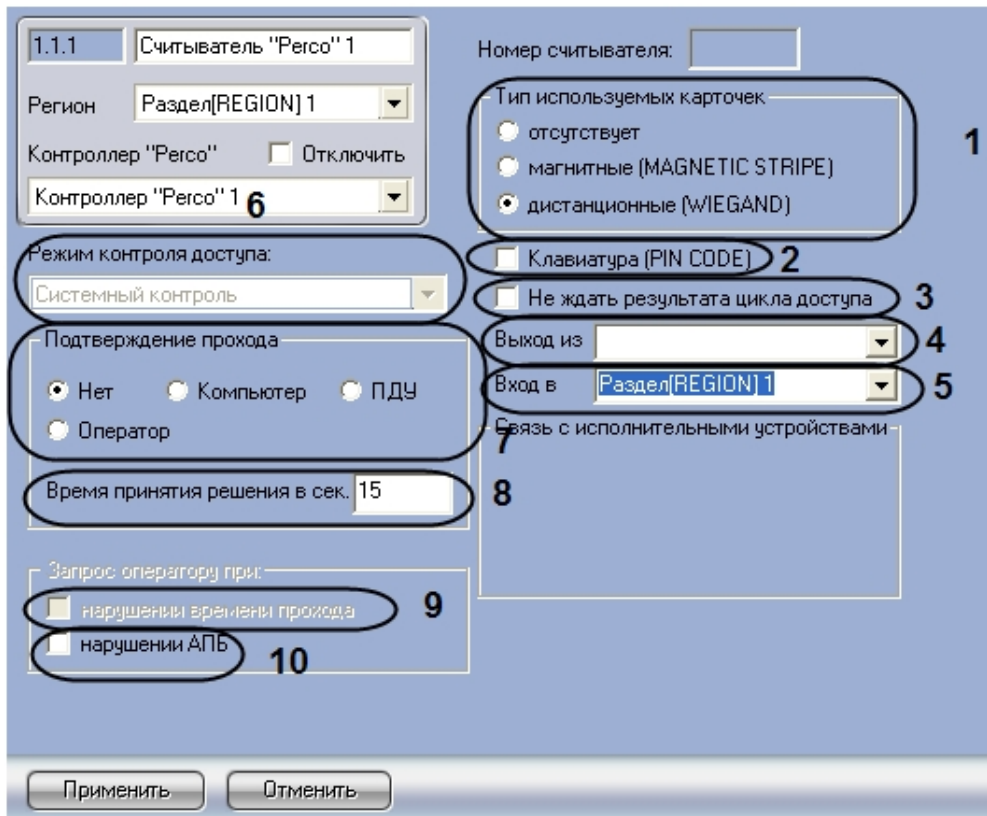 1.1.1 Считыватель "Perco" 1
Регион Раздел[REGION] 1
Контроллер "Perco" Отключить
Контроллер "Perco" 1
6
Режим контроля доступа:
Системный контроль
Подтверждение прохода
Нет Компьютер ПДУ
Оператор
7
Время принятия решения в сек. 15
8
Запрос оператору при:
нарушении времени прохода
9
нарушении АПБ
10
Номер считывателя:
Тип используемых карточек
1
отсутствует
магнитные (MAGNETIC STRIPE)
дистанционные (WIEGAND)
Клавиатура (PIN CODE)
2
Не ждать результата цикла доступа
3
Выход из
4
Вход в Раздел[REGION] 1
5
Связь с исполнительными устройствами
Применить Отменить